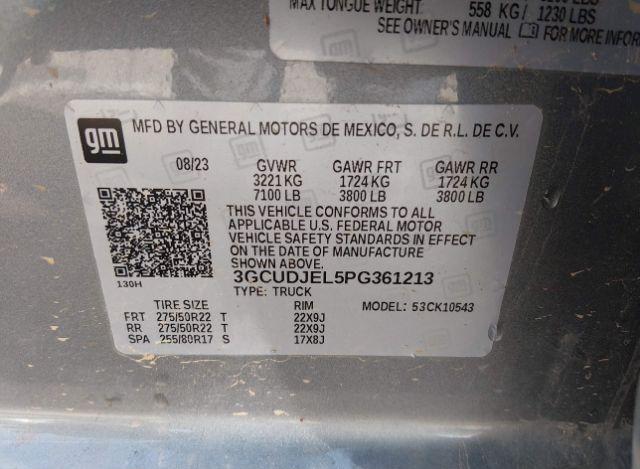 MAX TONGUE WEIGHT 558 KG/ 1230 LBS
SEE OWNER'S MANUAL FOR MORE INFOR
gm
MFD BY GENERAL MOTORS DE MEXICO, S. DE R.L. DE C.V.
08/23 GVWR GAWR FRT GAWR RR
3221 KG 1724 KG 1724 KG
7100 LB 3800 LB 3800 LB
THIS VEHICLE CONFORMS TO ALL
APPLICABLE U.S. FEDERAL MOTOR
VEHICLE SAFETY STANDARDS IN EFFECT
ON THE DATE OF MANUFACTURE
SHOWN ABOVE.
130H
3GCUDJEL5PG361213
TYPE: TRUCK MODEL: 53CK10543
TIRE SIZE RIM
FRT 275/50R22 T 22X9J
RR 275/50R22 T 22X9J
SPA 255/80R17 S 17X8J